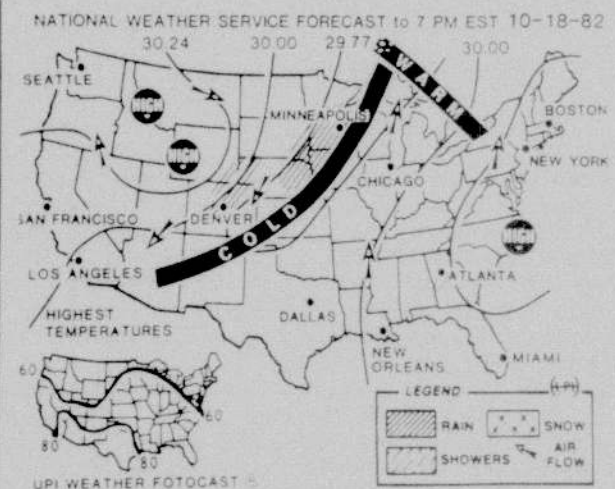 NATIONAL WEATHER SERVICE FORECAST to 7 PM EST 10-18-82
30.24 30.00 29.77 30.00
SEATTLE
WARM
HIGH
MINNEAPOLIS
BOSTON
HIGH
NEW YORK
CHICAGO
SAN FRANCISCO
DENVER
COLD
HIGH
LOS ANGELES
ATLANTA
HIGHEST
TEMPERATURES
DALLAS
NEW
ORLEANS
MIAMI
60
60
80
80
LEGEND
RAIN
SNOW
SHOWERS
AIR
FLOW
UPI WEATHER FOTOCAST